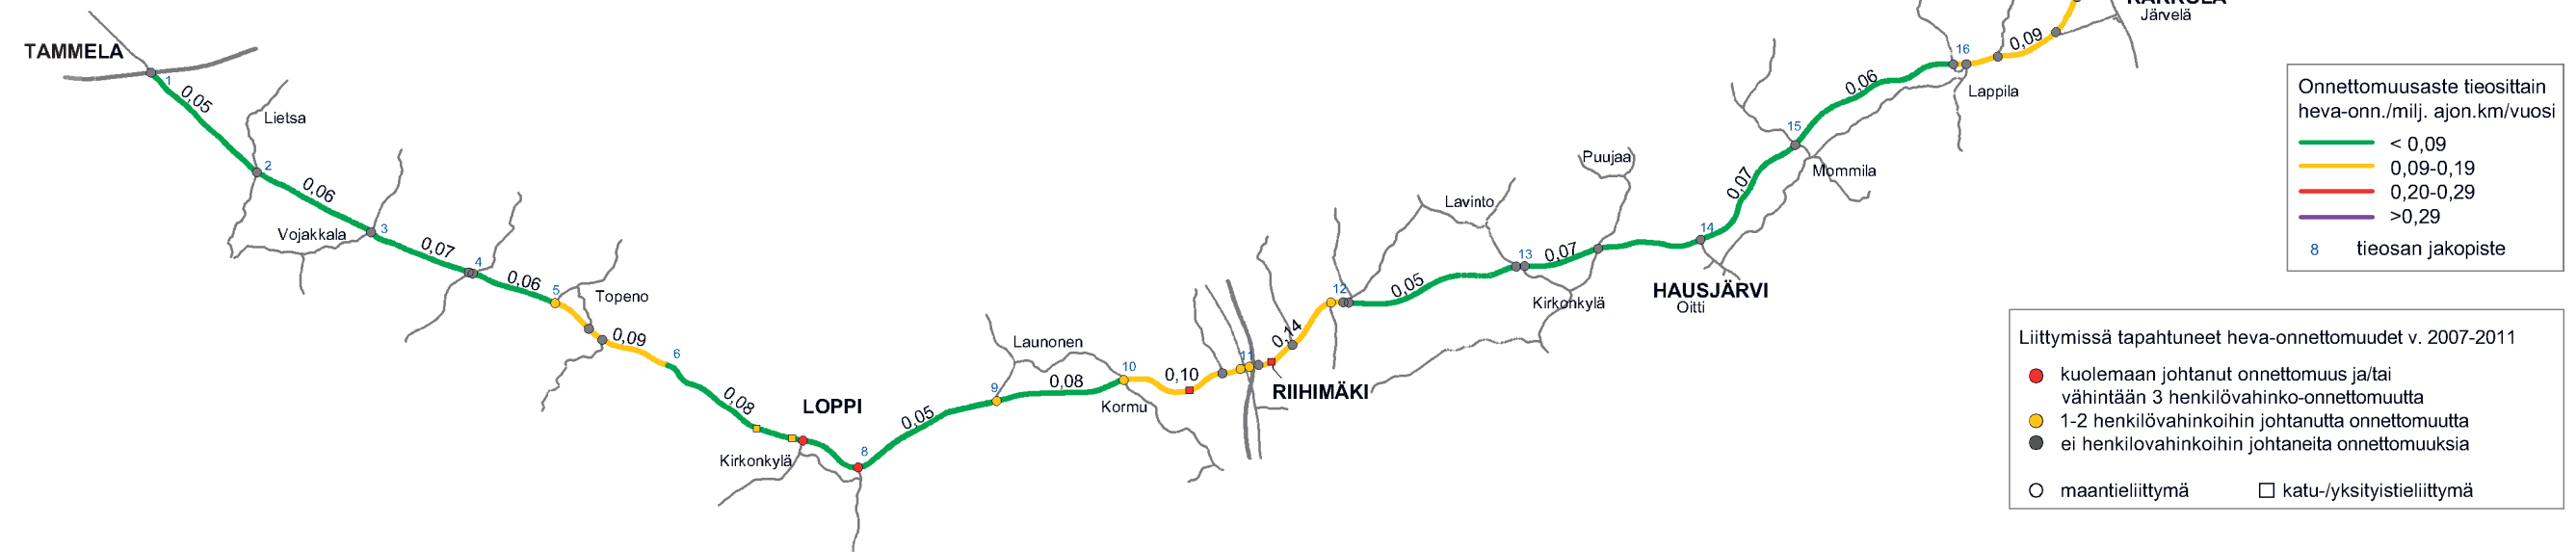 KÄRKÖLÄ
Järvelä
TAMMELA
1
0,05
Lietsa
2
0,06
Vojakkala
3
0,07
4
0,06
5
Topeno
0,09
6
0,08
LOPPI
Kirkonkylä
8
0,05
9
Launonen
0,08
10
Kormu
0,10
11
RIIHIMÄKI
0,14
12
0,05
Lavinto
13
0,07
Puujaa
Kirkonkylä
14
HAUSJÄRVI
Oitti
0,07
15
Mommila
0,06
16
Lappila
0,09
Onnettomuusaste tieosittain
heva-onn./milj. ajon.km/vuosi
< 0,09
0,09-0,19
0,20-0,29
>0,29
8 tieosan jakopiste
Liittymissä tapahtuneet heva-onnettomuudet v. 2007-2011
kuolemaan johtanut onnettomuus ja/tai
vähintään 3 henkilövahinko-onnettomuutta
1-2 henkilövahinkoihin johtanutta onnettomuutta
ei henkilovahinkoihin johtaneita onnettomuuksia
maantieliittymä katu-/yksityistieliittymä